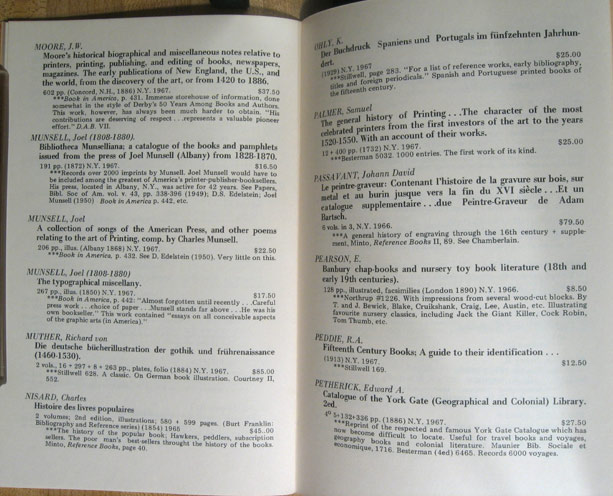 MOORE, J.W.
Moore's historical biographical and miscellaneous notes relative to
printers, printing, publishing, and editing of books, newspapers,
magazines. The early publications of New England, the U.S., and
the world, from the discovery of the art, or from 1420 to 1886.
602 pp. (Concord, N.H., 1886) N.Y. 1967. $37.50
***Book in America, p. 431. Immense storehouse of information, done
somewhat in the style of Derby's 50 Years Among Books and Authors.
This work, however, has always been much harder to obtain. "His
contributions are deserving of respect . . .represents a valuable pioneer
effort." D.A.B. VII.
MUNSELL, Joel (1808-1880).
Bibliotheca Munselliana; a catalogue of the books and pamphlets
issued from the press of Joel Munsell (Albany) from 1828-1870.
191 pp. (1872) N.Y. 1967. $16.50
***Records over 2000 imprints by Munsell. Joel Munsell would have to
be included among the greatest of America's printer-publisher-booksellers.
His press, located in Albany, N.Y., was active for 42 years. See Papers,
Bibl. Soc. of Am. vol. v. 43, pp. 338-396 (1949); D.S. Edelstein; Joel
Munsell (1950) Book in America p. 442, etc.
MUNSELL, Joel
A collection of songs of the American Press, and other poems
relating to the art of Printing, comp. by Charles Munsell.
206 pp., illus. (Albany 1868) N.Y. 1967. $22.50
***Book in America, p. 432. See D. Edelstein (1950). Very little on this.
MUNSELL, Joel (1808-1880)
The typographical miscellany.
267 pp., illus. (1850) N.Y. 1967. $17.50
***Book in America, p. 442: "Almost forgotten until recently . . .Careful
press work . . .choice of paper . . .Munsell stands far above . . .He was his
own bookseller." This work contained "essays on all conceivable aspects
of the graphic arts (in America)."
MUTHER, Richard von
Die deutsche bücherillustration der gothik und frührenaissance
(1460-1530).
2 vols., 16 + 297 + 6 + 263 pp., plates, folio (1884) N.Y. 1967. $85.00
***Stillwell 628. A classic. On German book illustration. Courtney II,
552.
NISARD, Charles
Histoire des livres populaires
2 volumes; 2nd edition, illustrations; 580 + 599 pages. (Burt Franklin:
Bibliography and Reference series) (1854) 1965 $45.00
***The history of the popular book; Hawkers, peddlers, subscription
sellers. The poor man's best-sellers throught the history of the books.
Minto, Reference Books, page 40.
OHLY, K.
Der Buchdruck Spaniens und Portugals im fünfzehnten Jahrhun-
dert.
(1929) N.Y. 1967 $25.00
***Stillwell, page 283. "For a list of reference works, early bibliography,
titles and foreign periodicals." Spanish and Portuguese printed books of
the fifteenth century.
PALMER, Samuel
The general history of Printing . . .The character of the most
celebrated printers from the first investors of the art to the years
1520-1550. With an account of their works.
12 + 400 pp. (1732) N.Y. 1967. $25.00
***Besterman 5032. 1000 entries. The first work of its kind.
PASSAVANT, Johann David
Le peintre-graveur: Contenant l'histoire de la gravure sur bois, sur
metal et au burin jusque vers la fin du XVI siècle . . .Et un
catalogue supplementaire . . .due Peintre-Graveur de Adam
Bartsch.
6 vols. in 3, N.Y. 1966. $79.50
***A general history of engraving through the 16th century + supple-
ment, Minto, Reference Books II, 89. See Chamberlain.
PEARSON, E.
Banbury chap-books and nursery toy book literature (18th and
early 19th centuries).
128 pp., illustrated, facsimilies (London 1890) N.Y. 1966. $8.50
***Northrup #1226. With impressions from several wood-cut blocks. By
T. and J. Bewick, Blake, Cruikshank, Craig, Lee, Austin, etc. Illustrating
favourite nursery classics, including Jack the Giant Killer, Cock Robin,
Tom Thumb, etc.
PEDDIE, R.A.
Fifteenth Century Books; A guide to their identification . . .
(1913) N.Y. 1967. $12.50
***Stillwell 169.
PETHERICK, Edward A.
Catalogue of the York Gate (Geographical and Colonial) Library.
2ed.
4° 5+132+336 pp. (1886) N.Y. 1967. $27.50
***Reprint of the respected and famous York Gate Catalogue which has
now become difficult to locate. Useful for travel books and voyages,
geography books and colonial literature. Maunier Bib. Sociale et
economique, 1716. Besterman (4ed) 6465. Records 6000 voyages.